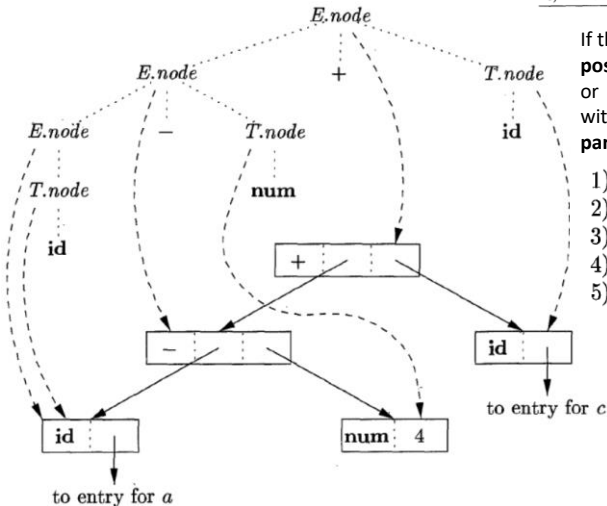 E.node
If th
E.node + T.node
pos
or
E.node − T.node id
with
par
T.node num
1)
id
2)
3)
+
4)
5)
−
id
to entry for c
id
num 4
to entry for a